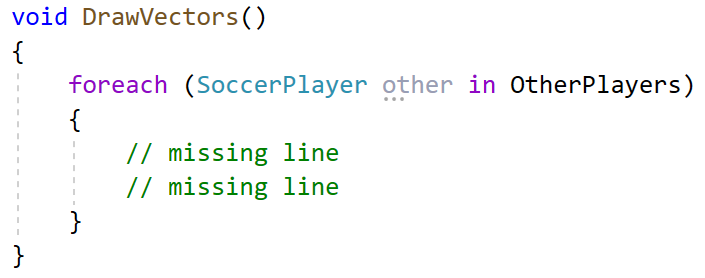 void DrawVectors()
{
foreach (SoccerPlayer other in OtherPlayers)
{
// missing line
// missing line
}
}